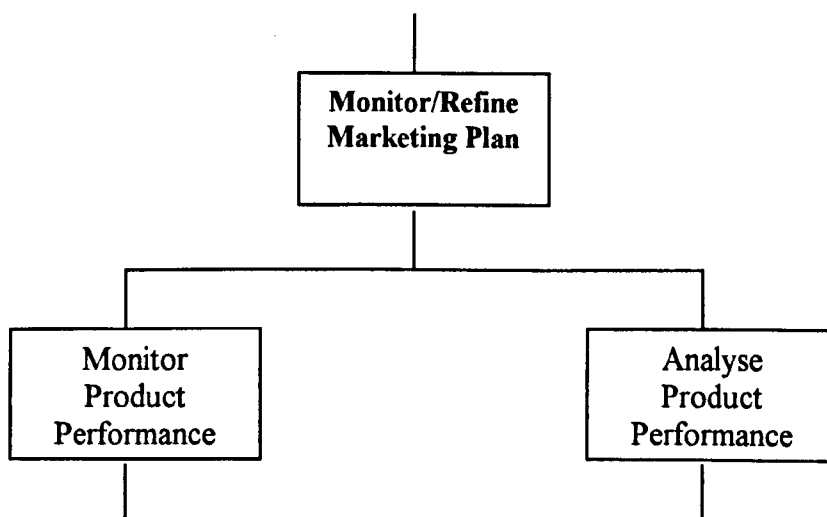 Monitor/Refine
Marketing Plan
Monitor
Product
Performance
Analyse
Product
Performance